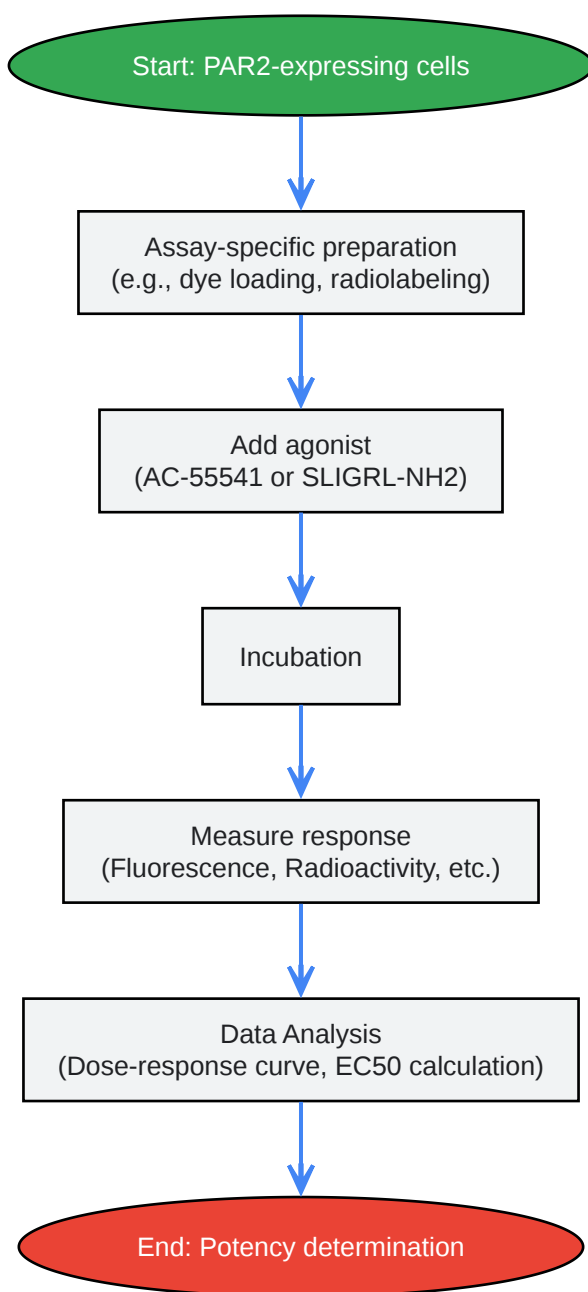 Start: PAR2-expressing cells
Assay-specific preparation
(e.g., dye loading, radiolabeling)
Add agonist
(AC-55541 or SLIGRL-NH2)
Incubation
Measure response
(Fluorescence, Radioactivity, etc.)
Data Analysis
(Dose-response curve, EC50 calculation)
End: Potency determination